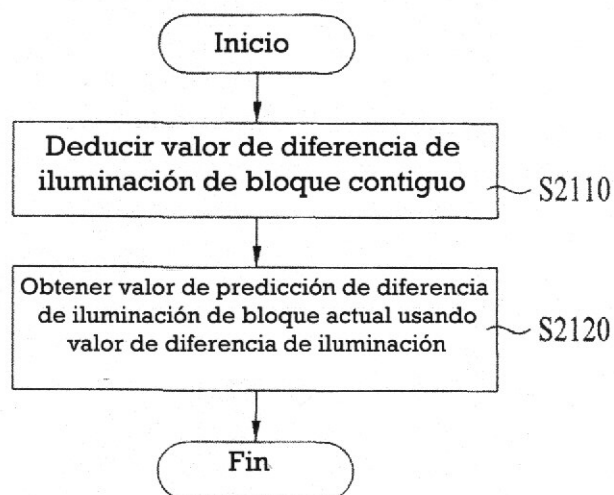 Inicio
Deducir valor de diferencia de
iluminación de bloque contiguo
S2110
Obtener valor de predicción de diferencia
de iluminación de bloque actual usando
valor de diferencia de iluminación
S2120
Fin